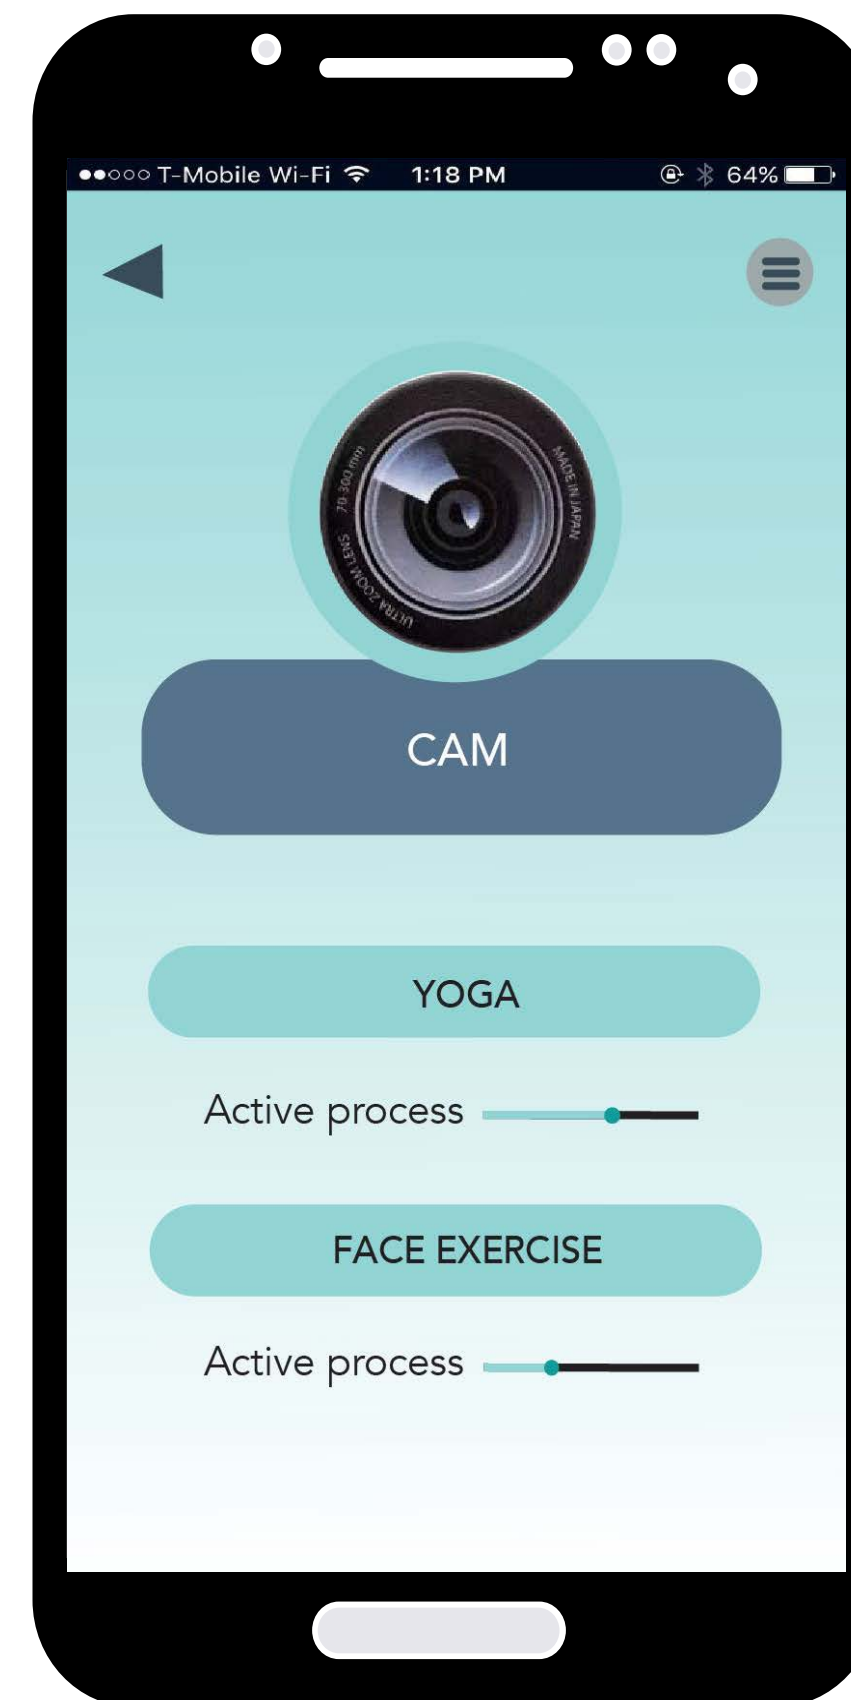 T-Mobile Wi-Fi 1:18 PM 64%
70-300 mm
MADE IN JAPAN
ULTRA ZOOM LENS
CAM
YOGA
Active process
FACE EXERCISE
Active process